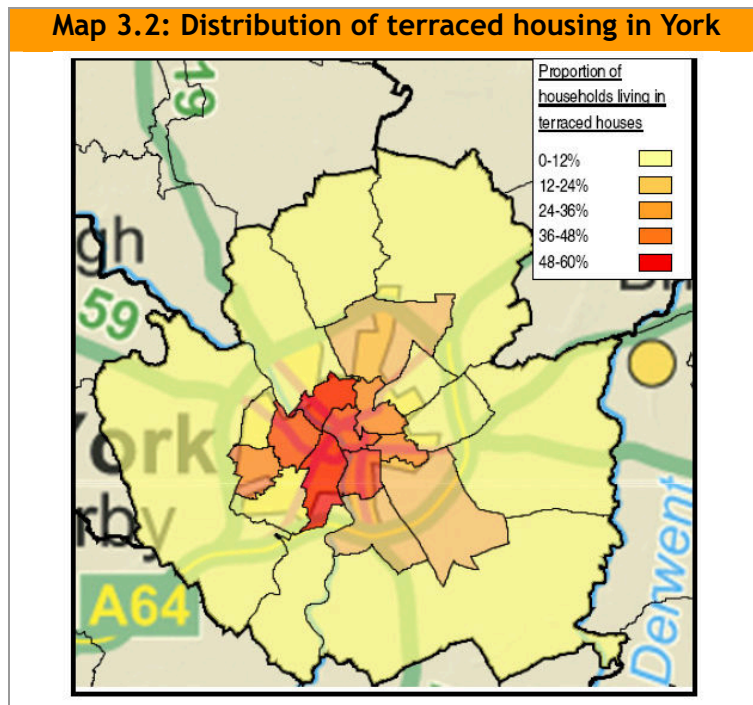 Map 3.2: Distribution of terraced housing in York
Proportion of
households living in
terraced houses
0-12%
12-24%
24-36%
36-48%
48-60%
19
gh
59
York
rby
A64
Derwent